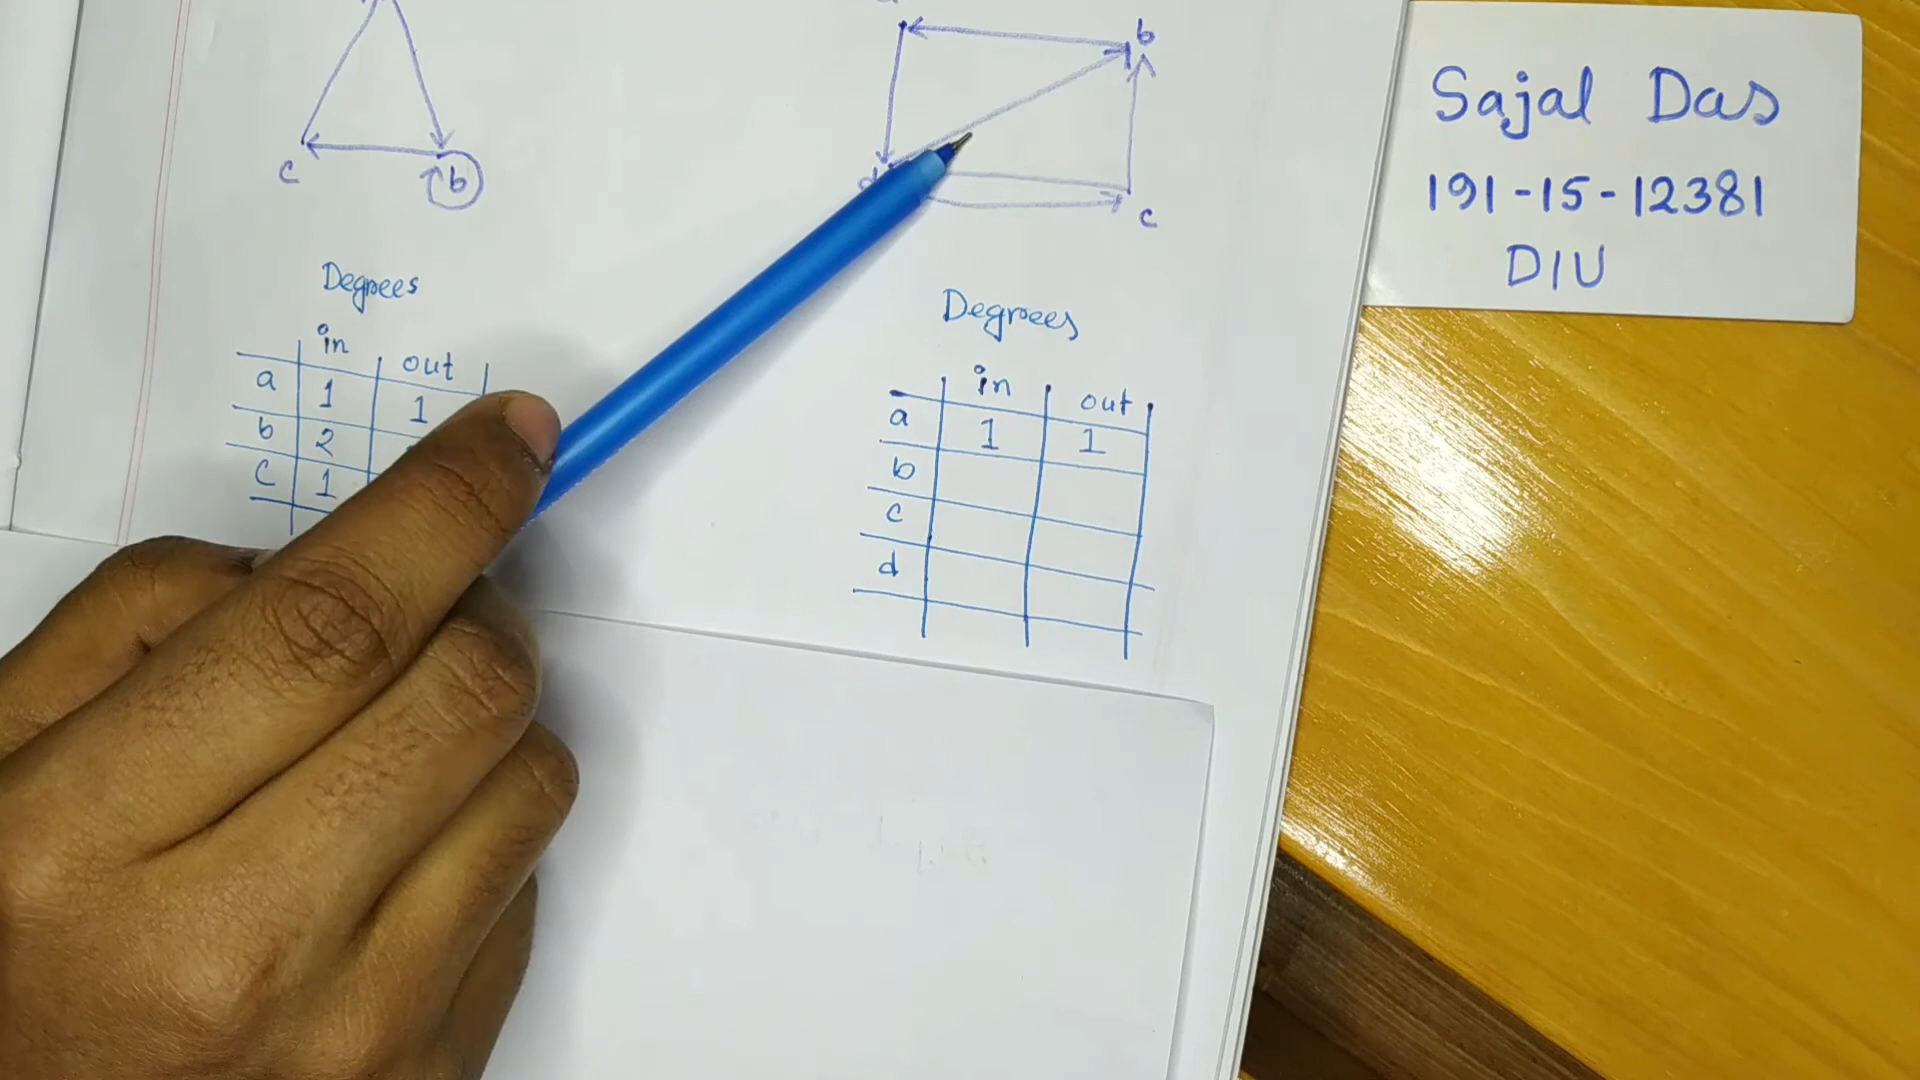 b
c
b
d
c
Sajal Das
191-15-12381
DIU
Degrees
in out
a 1 1
b 2
c 1
Degrees
in out
a 1 1
b
c
d